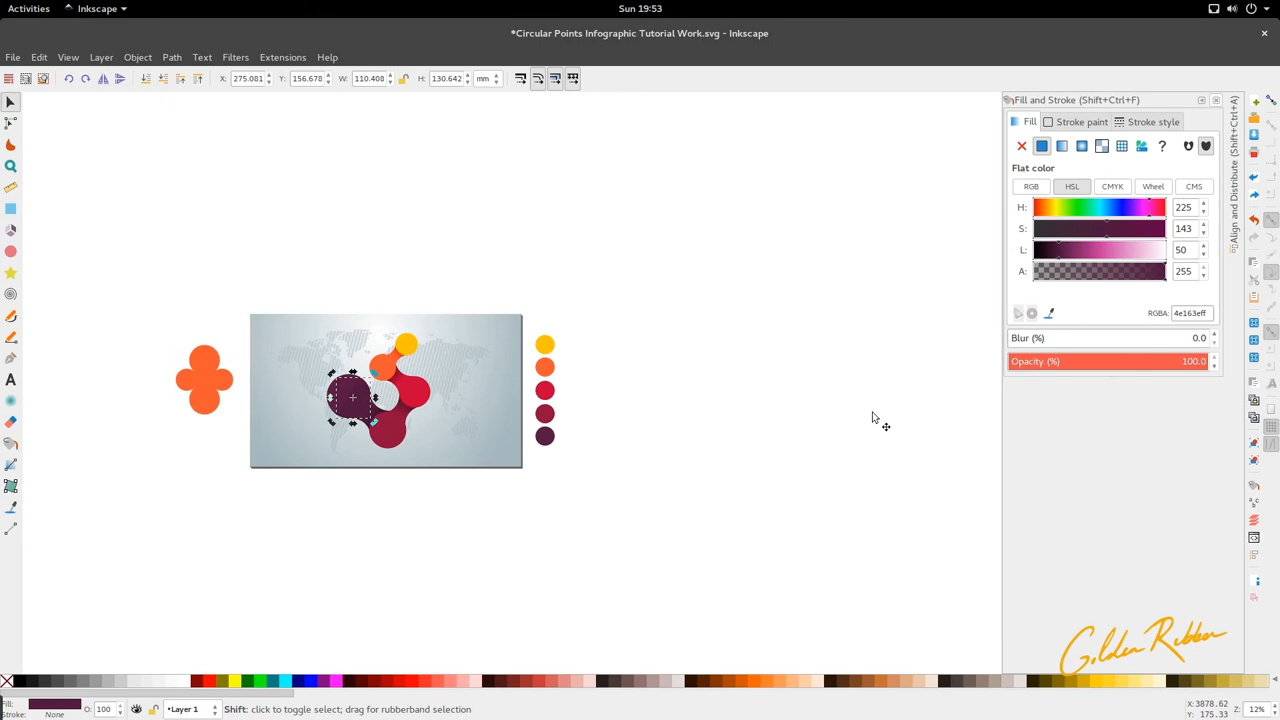 Activities
Inkscape
Sun 19:53
*Circular Points Infographic Tutorial Work.svg - Inkscape
File Edit View Layer Object Path Text Filters Extensions Help
X: 275.081 Y: 156.678 W: 110.408 H: 130.642 mm
Fill and Stroke (Shift+Ctrl+F)
Fill Stroke paint Stroke style
?
Flat color
RGB HSL CMYK Wheel CMS
H: 225
S: 143
L: 50
A: 255
RGBA: 4e163eff
Blur (%) 0.0
Opacity (%) 100.0
Align and Distribute (Shift+Ctrl+A)
Golden Ribbon
Fill:
Stroke: None
O: 100
Layer 1
Shift: click to toggle select; drag for rubberband selection
X: 3878.62
Y: 175.33
Z: 12%